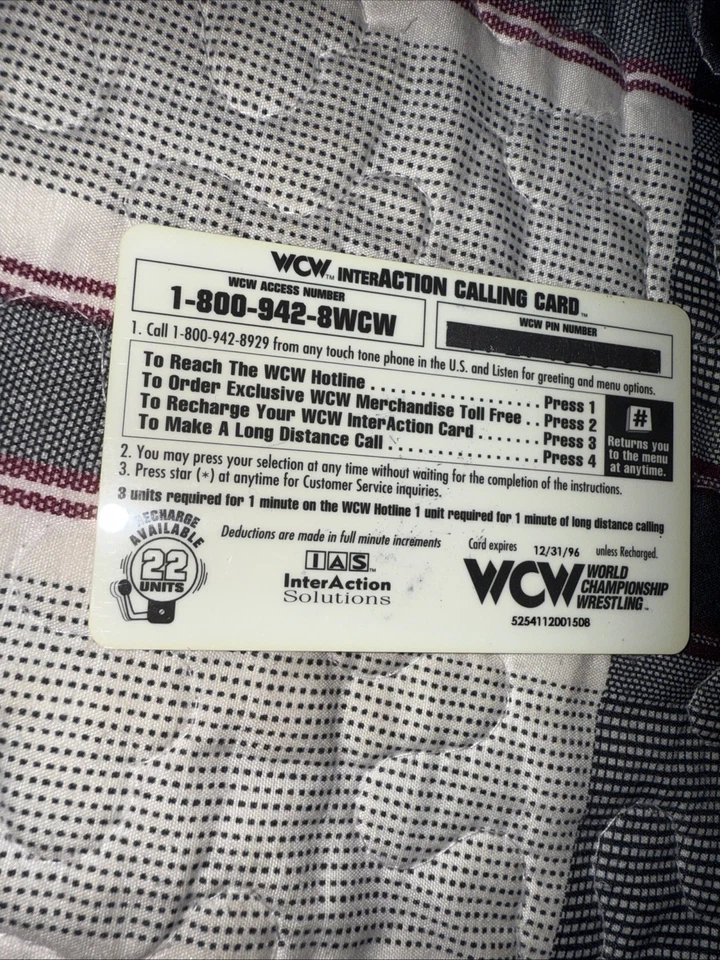 WCW™ INTERACTION CALLING CARD™
WCW ACCESS NUMBER
1-800-942-8WCW
WCW PIN NUMBER
1. Call 1-800-942-8929 from any touch tone phone in the U.S. and Listen for greeting and menu options.
To Reach The WCW Hotline . . . . . . . . . . . . . . . . . . Press 1
To Order Exclusive WCW Merchandise Toll Free . . Press 2
To Recharge Your WCW InterAction Card . . . . . . . Press 3
To Make A Long Distance Call . . . . . . . . . . . . . . . . Press 4
#
Returns you
to the menu
at anytime.
2. You may press your selection at any time without waiting for the completion of the instructions.
3. Press star (*) at anytime for Customer Service inquiries.
3 units required for 1 minute on the WCW Hotline 1 unit required for 1 minute of long distance calling
RECHARGE
AVAILABLE
22
UNITS
Deductions are made in full minute increments
IAS™
InterAction
Solutions
Card expires 12/31/96 unless Recharged.
WCW WORLD
CHAMPIONSHIP
WRESTLING™
5254112001508